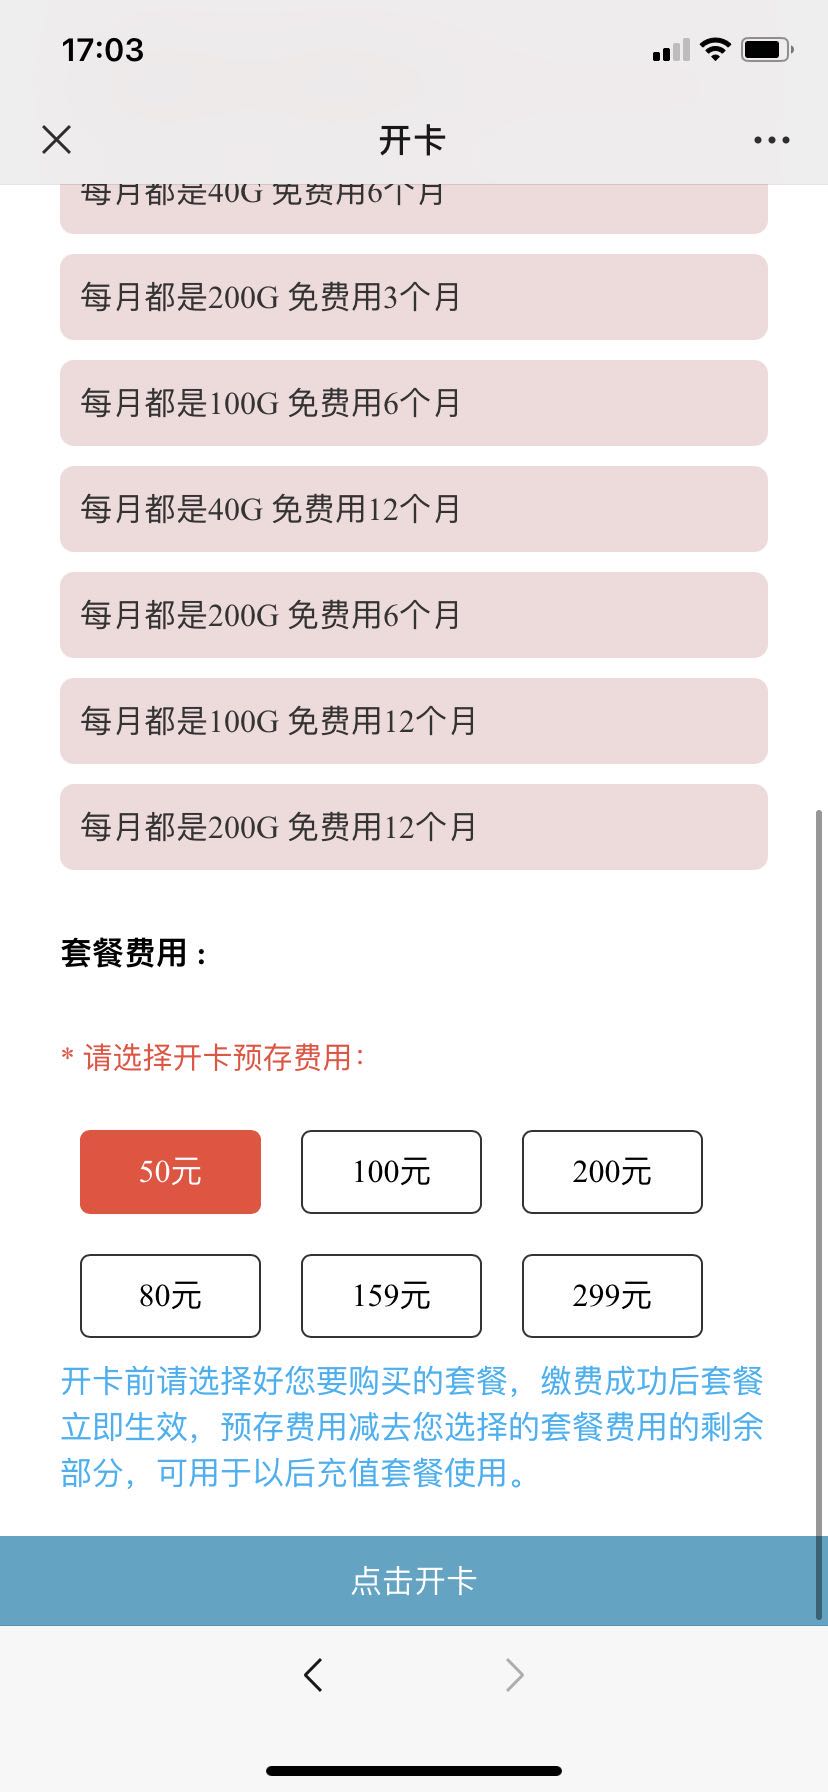 17:03
开卡
每月都是40G 免费用6个月
每月都是200G 免费用3个月
每月都是100G 免费用6个月
每月都是40G 免费用12个月
每月都是200G 免费用6个月
每月都是100G 免费用12个月
每月都是200G 免费用12个月
套餐费用：
* 请选择开卡预存费用：
50元
100元
200元
80元
159元
299元
开卡前请选择好您要购买的套餐，缴费成功后套餐
立即生效，预存费用减去您选择的套餐费用的剩余
部分，可用于以后充值套餐使用。
点击开卡